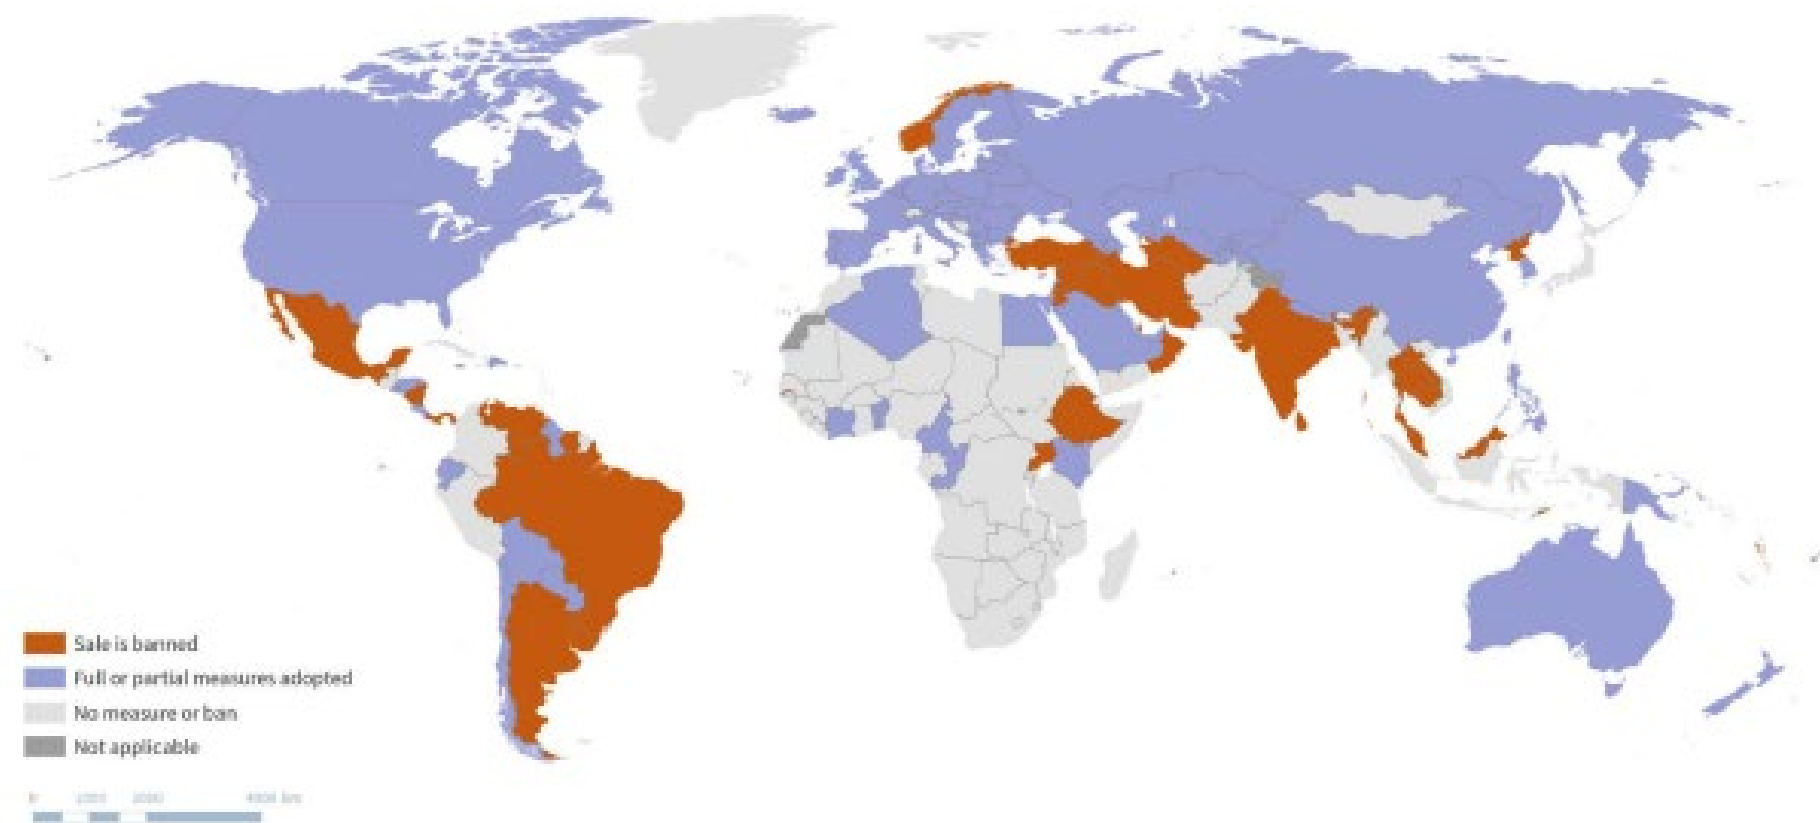 Sale is banned
Full or partial measures adopted
No measure or ban
Not applicable